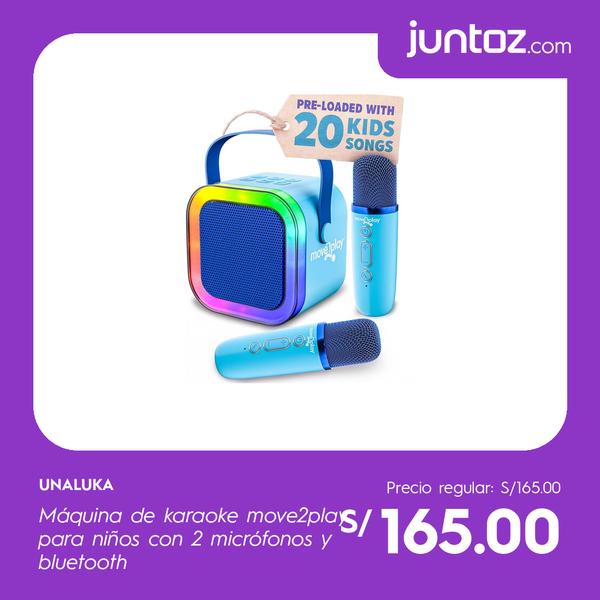 juntoz.com
PRE-LOADED WITH
20 KIDS
SONGS
move2play
move2play
move2play
UNALUKA
Máquina de karaoke move2play
para niños con 2 micrófonos y
bluetooth
Precio regular: S/165.00
S/165.00